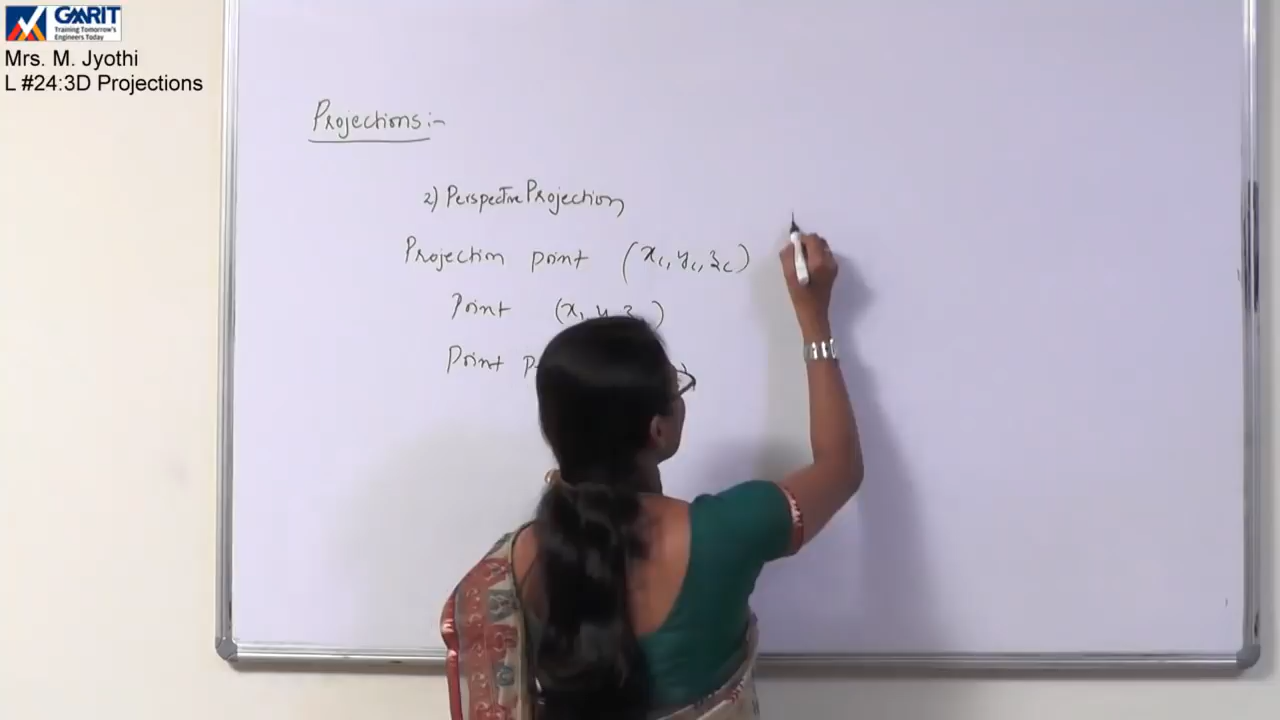 GMRIT
Training Tomorrow's
Engineers Today
Mrs. M. Jyothi
L #24:3D Projections
Projections:-
2) Perspective Projection
Projection point (xc, yc, zc)
Point (x, y z )
Point